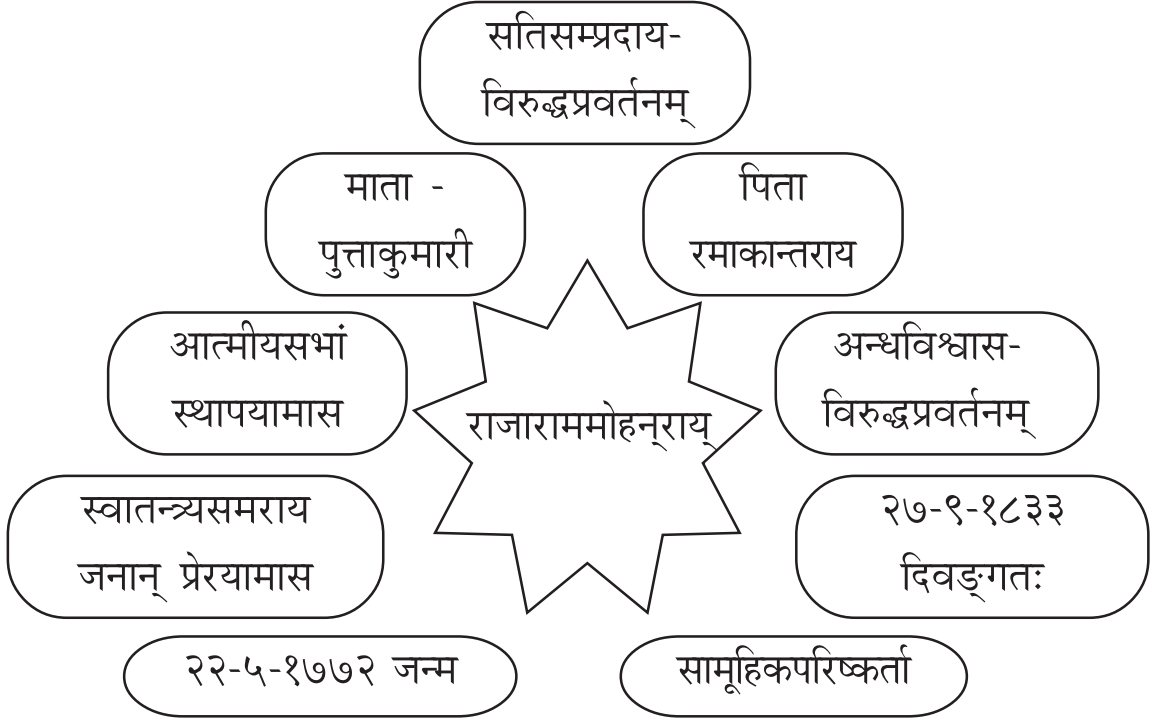 सतिसम्प्रदाय-
विरुद्धप्रवर्तनम्
माता -
पुत्ताकुमारी
पिता
रमाकान्तराय
आत्मीयसभां
स्थापयामास
अन्धविश्वास-
विरुद्धप्रवर्तनम्
राजाराममोहन्‌राय्
स्वातन्त्र्यसमराय
जनान् प्रेरयामास
२७-९-१८३३
दिवङ्गतः
२२-५-१७७२ जन्म
सामूहिकपरिष्कर्ता